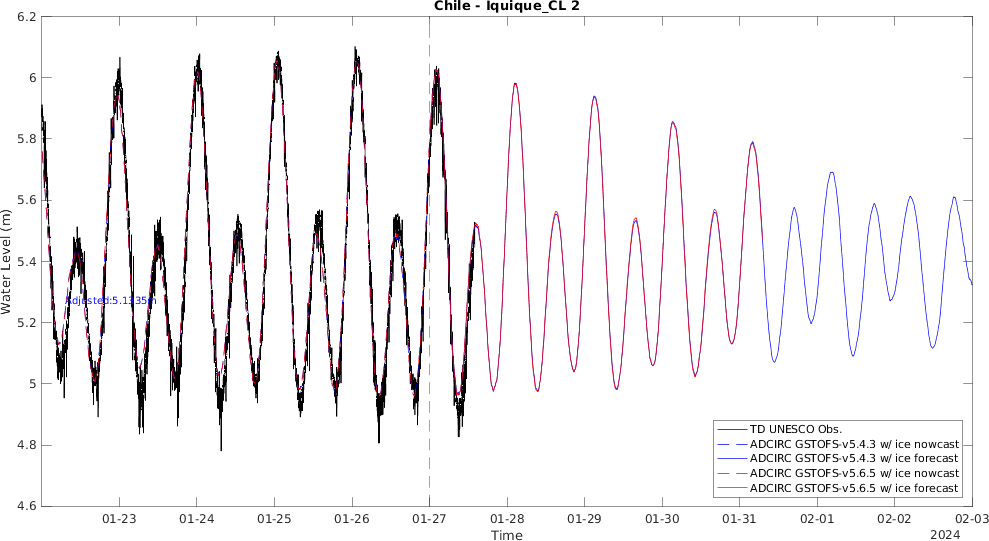 Chile - Iquique_CL 2
Water Level (m)
6.2
6
5.8
5.6
5.4
5.2
5
4.8
4.6
Adjusted:5.1335m
TD UNESCO Obs.
ADCIRC GSTOFS-v5.4.3 w/ ice nowcast
ADCIRC GSTOFS-v5.4.3 w/ ice forecast
ADCIRC GSTOFS-v5.6.5 w/ ice nowcast
ADCIRC GSTOFS-v5.6.5 w/ ice forecast
01-23 01-24 01-25 01-26 01-27 01-28 01-29 01-30 01-31 02-01 02-02 02-03
Time
2024